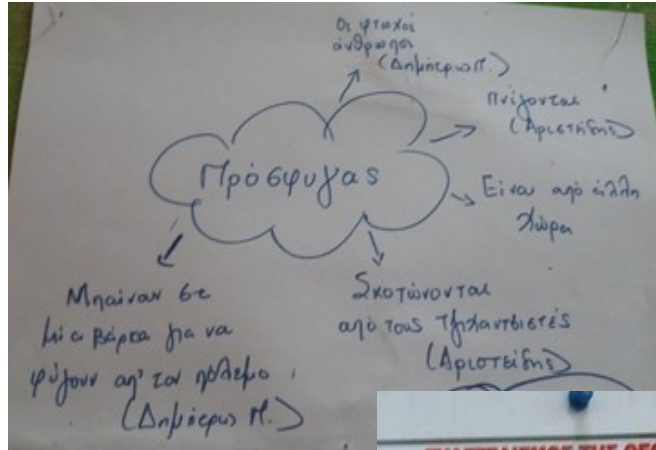 Οι φτωχοί
άνθρωποι
(Δημήτρης Π.)
Πνίγονται
(Αριστείδης)
Πρόσφυγας
Είναι από άλλη
χώρα
Μπαίναν σε
μία βάρκα για να
φύγουν απ' τον πόλεμο
(Δημήτρης Π.)
Σκοτώνονται
από τους Τζιχαντιστές
(Αριστείδης)